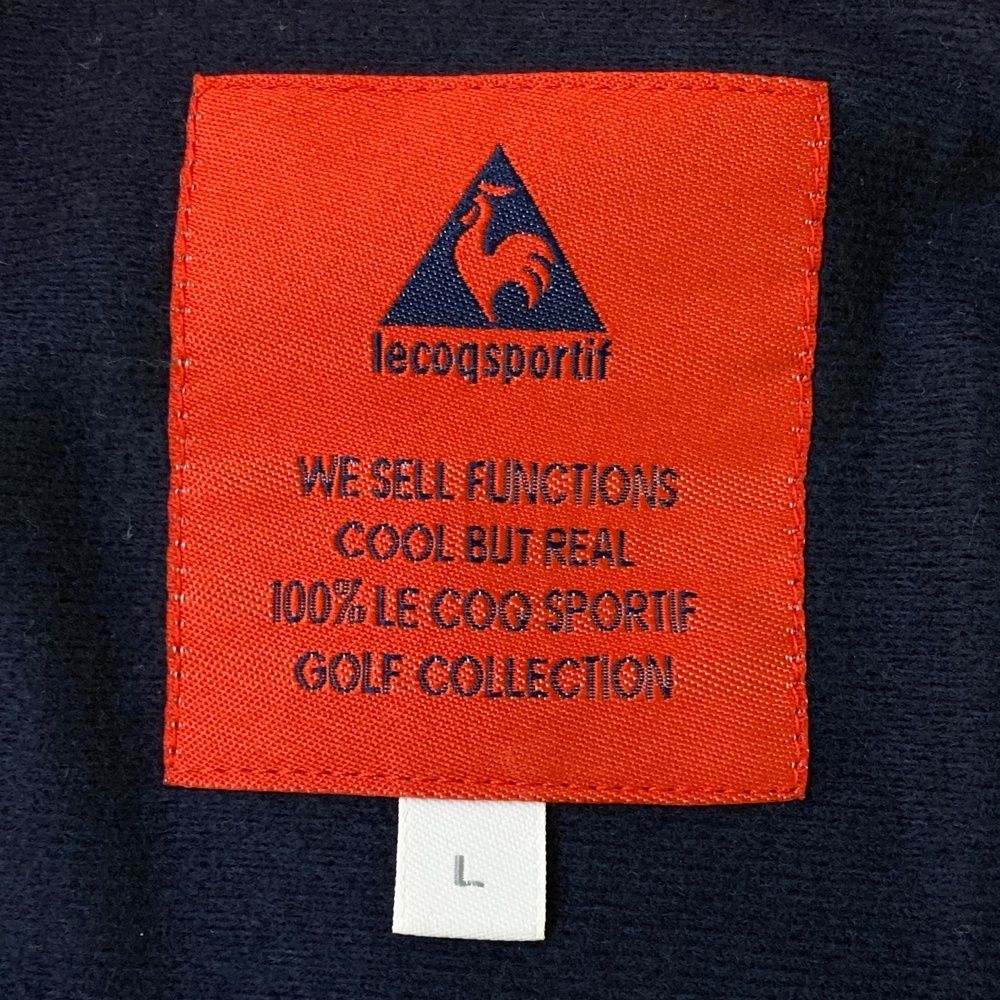 lecoqsportif
WE SELL FUNCTIONS
COOL BUT REAL
100% LE COQ SPORTIF
GOLF COLLECTION
L